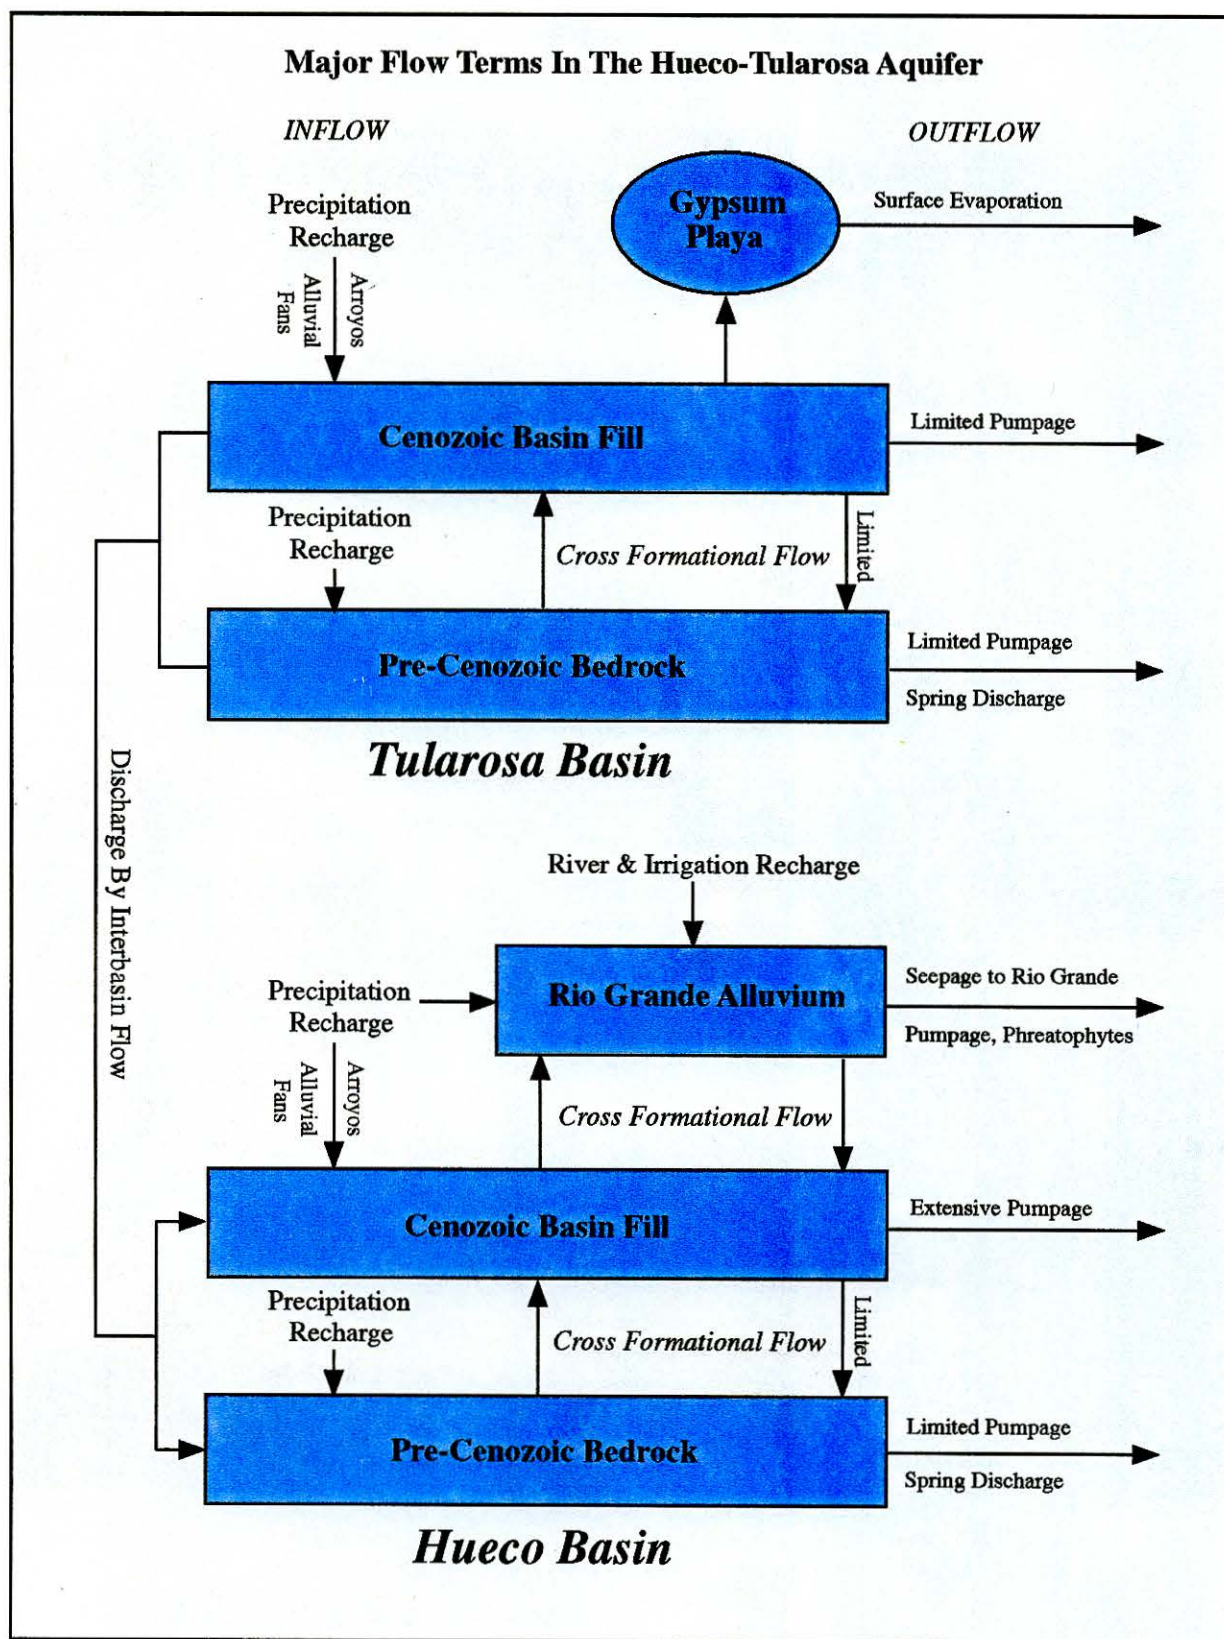 Major Flow Terms In The Hueco-Tularosa Aquifer
INFLOW
OUTFLOW
Precipitation
Recharge
Gypsum
Playa
Surface Evaporation
Arroyos
Alluvial
Fans
Cenozoic Basin Fill
Limited Pumpage
Precipitation
Recharge
Cross Formational Flow
Limited
Pre-Cenozoic Bedrock
Limited Pumpage
Spring Discharge
Tularosa Basin
Discharge By Interbasin Flow
River & Irrigation Recharge
Precipitation
Recharge
Rio Grande Alluvium
Seepage to Rio Grande
Pumpage, Phreatophytes
Arroyos
Alluvial
Fans
Cross Formational Flow
Cenozoic Basin Fill
Extensive Pumpage
Precipitation
Recharge
Cross Formational Flow
Limited
Pre-Cenozoic Bedrock
Limited Pumpage
Spring Discharge
Hueco Basin